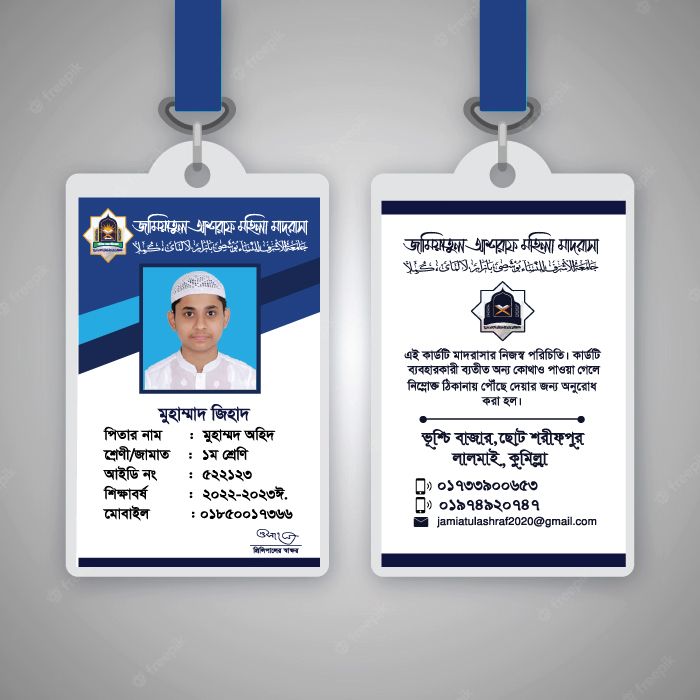 জামিয়াতুল আশরাফ মহিলা মাদরাসা
মুহাম্মাদ জিহাদ
পিতার নাম : মুহাম্মদ অহিদ
শ্রেণী/জামাত : ১ম শ্রেণি
আইডি নং : ৫২২১২৩
শিক্ষাবর্ষ : ২০২২-২০২৩ঈ.
মোবাইল : ০১৮৫০০১৭৩৬৬
প্রিন্সিপালের স্বাক্ষর
জামিয়াতুল আশরাফ মহিলা মাদরাসা
এই কার্ডটি মাদরাসার নিজস্ব পরিচিতি। কার্ডটি
ব্যবহারকারী ব্যতীত অন্য কোথাও পাওয়া গেলে
নিম্নোক্ত ঠিকানায় পৌঁছে দেয়ার জন্য অনুরোধ
করা হল।
ভূশ্চি বাজার, ছোট শরীফপুর
লালমাই, কুমিল্লা
০১৭৩৩৯০০৬৫৩
০১৯৭৪৯২০৭৪৭
jamiatulashraf2020@gmail.com
freepik